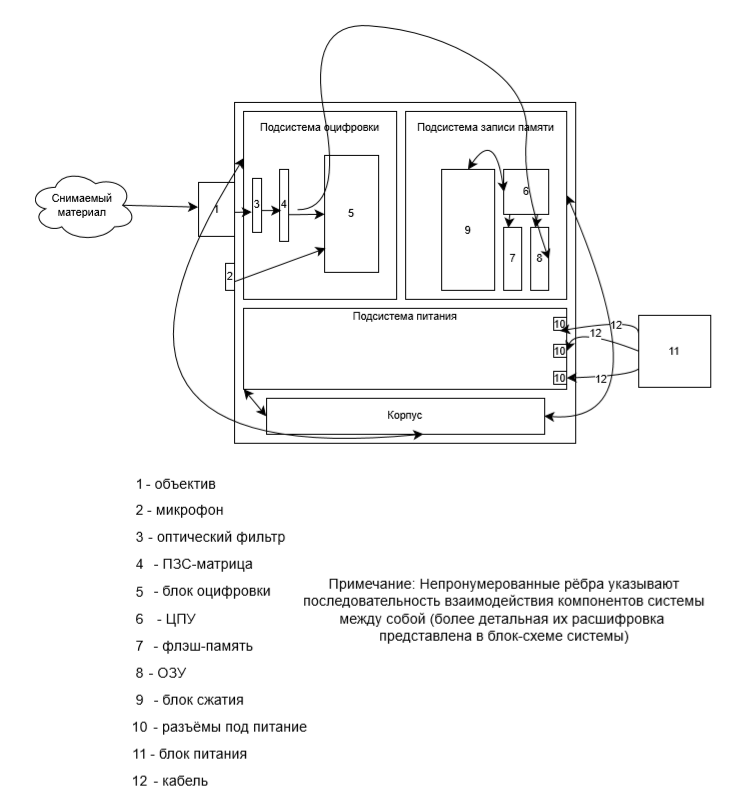 Подсистема оцифровки
Подсистема записи памяти
Снимаемый
материал
1
2
3
4
5
6
7
8
9
Подсистема питания
10
10
10
12
12
12
11
Корпус
1 - объектив
2 - микрофон
3 - оптический фильтр
4 - ПЗС-матрица
5 - блок оцифровки
6 - ЦПУ
7 - флэш-память
8 - ОЗУ
9 - блок сжатия
10 - разъёмы под питание
11 - блок питания
12 - кабель
Примечание: Непронумерованные рёбра указывают
последовательность взаимодействия компонентов системы
между собой (более детальная их расшифровка
представлена в блок-схеме системы)